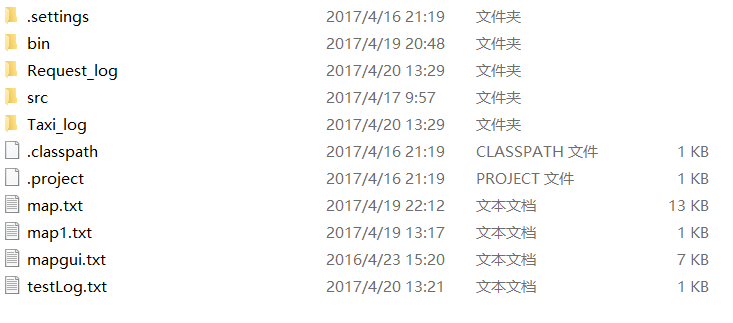 .settings 2017/4/16 21:19 文件夹
bin 2017/4/19 20:48 文件夹
Request_log 2017/4/20 13:29 文件夹
src 2017/4/17 9:57 文件夹
Taxi_log 2017/4/20 13:29 文件夹
.classpath 2017/4/16 21:19 CLASSPATH 文件 1 KB
.project 2017/4/16 21:19 PROJECT 文件 1 KB
map.txt 2017/4/19 22:12 文本文档 13 KB
map1.txt 2017/4/19 13:17 文本文档 1 KB
mapgui.txt 2016/4/23 15:20 文本文档 7 KB
testLog.txt 2017/4/20 13:21 文本文档 1 KB